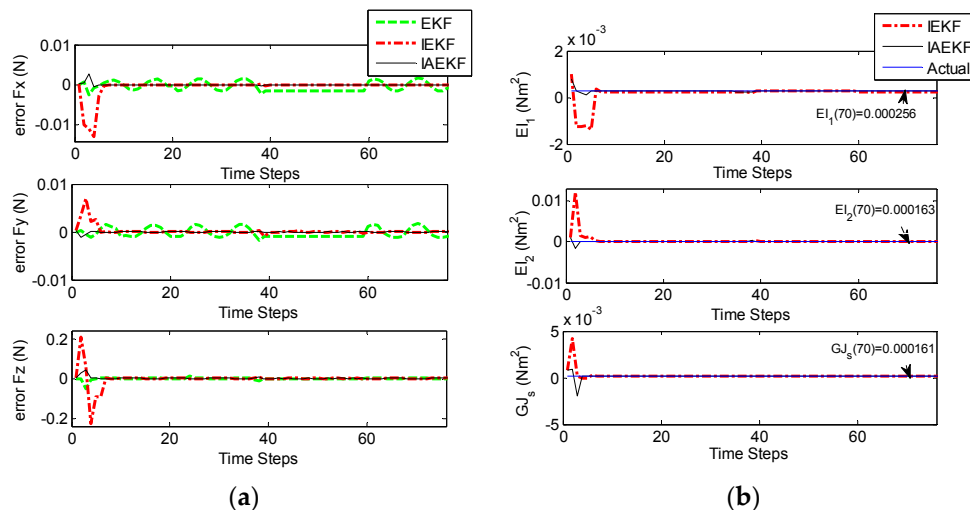 EKF
IEKF
IAEKF
0.01
0
-0.01
error Fx (N)
0 20 40 60
Time Steps
0.01
0
-0.01
error Fy (N)
0 20 40 60
Time Steps
0.2
0
-0.2
error Fz (N)
0 20 40 60
Time Steps
(a)
x 10⁻³
IEKF
IAEKF
Actual
2
0
-2
EI₁ (Nm²)
EI₁(70)=0.000256
0 20 40 60
Time Steps
0.01
0
-0.01
EI₂ (Nm²)
EI₂(70)=0.000163
0 20 40 60
Time Steps
x 10⁻³
5
0
-5
GJₛ (Nm²)
GJₛ(70)=0.000161
0 20 40 60
Time Steps
(b)